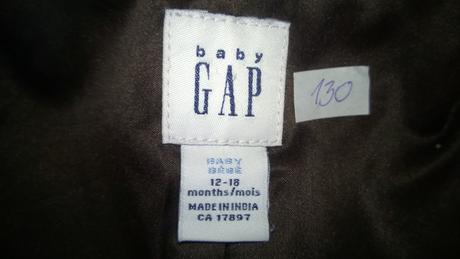 baby
GAP
130
BABY
BÉBÉ
12-18
months/mois
MADE IN INDIA
CA 17897